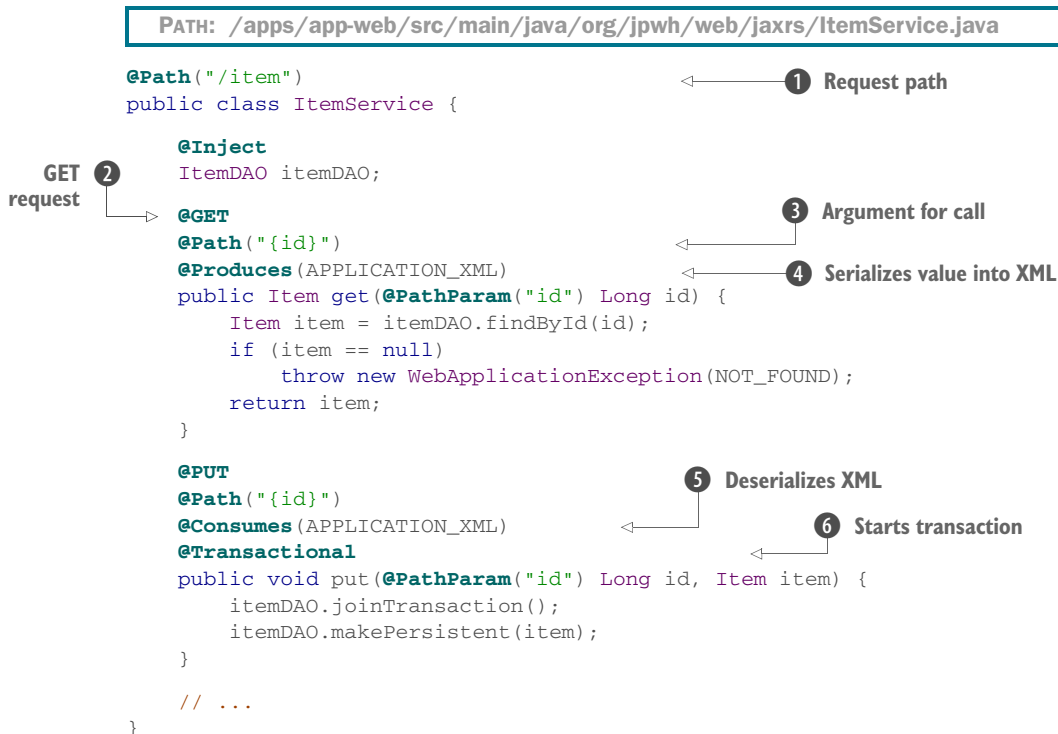 PATH: /apps/app-web/src/main/java/org/jpwh/web/jaxrs/ItemService.java
@Path("/item")
1 Request path
public class ItemService {
@Inject
ItemDAO itemDAO;
GET 2
request
@GET
3 Argument for call
@Path("{id}")
@Produces(APPLICATION_XML)
4 Serializes value into XML
public Item get(@PathParam("id") Long id) {
Item item = itemDAO.findById(id);
if (item == null)
throw new WebApplicationException(NOT_FOUND);
return item;
}
@PUT
5 Deserializes XML
@Path("{id}")
@Consumes(APPLICATION_XML)
6 Starts transaction
@Transactional
public void put(@PathParam("id") Long id, Item item) {
itemDAO.joinTransaction();
itemDAO.makePersistent(item);
}
// ...
}